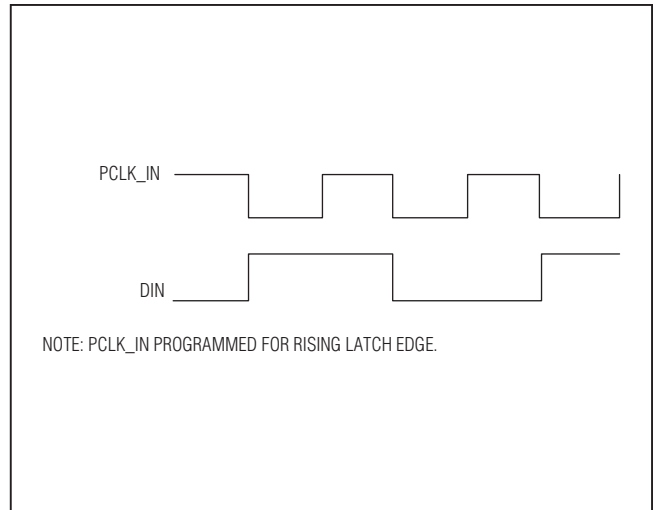 PCLK_IN
DIN
NOTE: PCLK_IN PROGRAMMED FOR RISING LATCH EDGE.